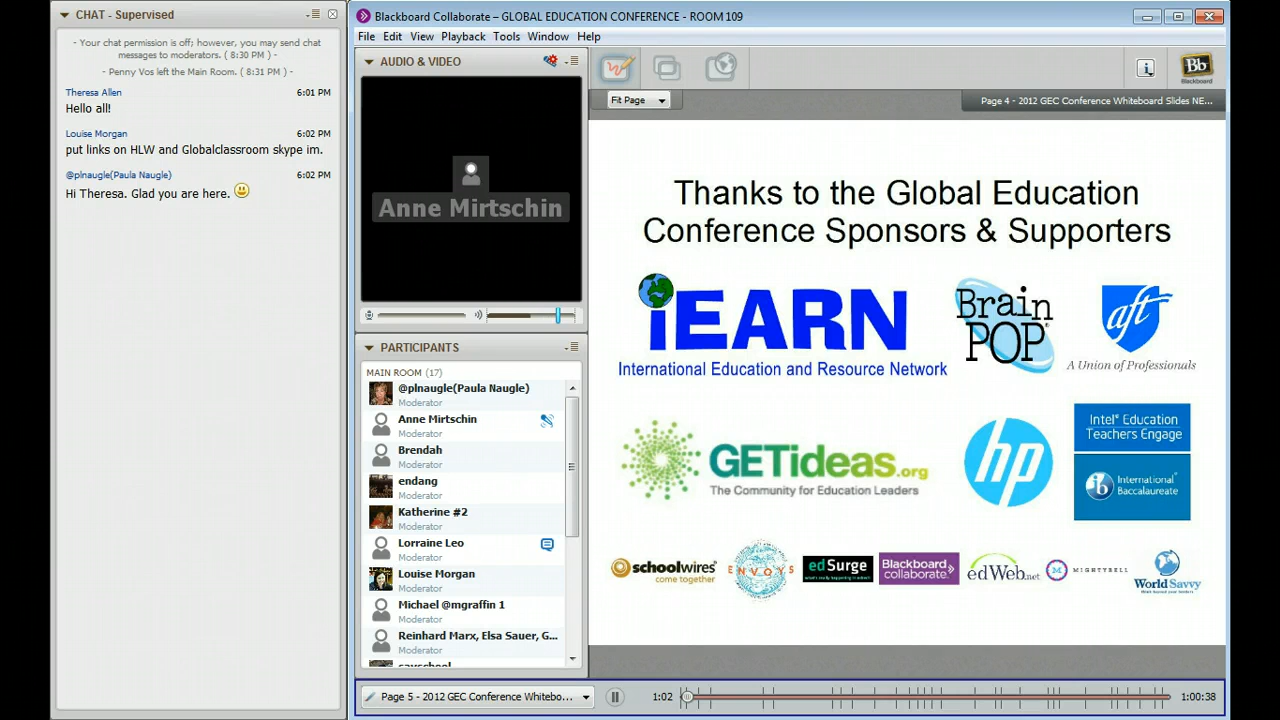 CHAT - Supervised
- Your chat permission is off; however, you may send chat
messages to moderators. ( 8:30 PM ) -
- Penny Vos left the Main Room. ( 8:31 PM ) -
Theresa Allen 6:01 PM
Hello all!
Louise Morgan 6:02 PM
put links on HLW and Globalclassroom skype im.
@plnaugle(Paula Naugle) 6:02 PM
Hi Theresa. Glad you are here.
Blackboard Collaborate – GLOBAL EDUCATION CONFERENCE - ROOM 109
File Edit View Playback Tools Window Help
AUDIO & VIDEO
Anne Mirtschin
PARTICIPANTS
MAIN ROOM (17)
@plnaugle(Paula Naugle)
Moderator
Anne Mirtschin
Moderator
Brendah
Moderator
endang
Moderator
Katherine #2
Moderator
Lorraine Leo
Moderator
Louise Morgan
Moderator
Michael @mgraffin 1
Moderator
Reinhard Marx, Elsa Sauer, G...
Moderator
Bb
Blackboard
Fit Page
Page 4 - 2012 GEC Conference Whiteboard Slides NE...
Thanks to the Global Education
Conference Sponsors & Supporters
iEARN
International Education and Resource Network
Brain
POP
aft
A Union of Professionals
GETideas.org
The Community for Education Leaders
hp
Intel® Education
Teachers Engage
ib International
Baccalaureate
schoolwires
come together
ENVOYS
edSurge
Blackboard
collaborate
edWeb.net
M MIGHTYBELL
World Savvy
Page 5 - 2012 GEC Conference Whitebo...
1:02
1:00:38